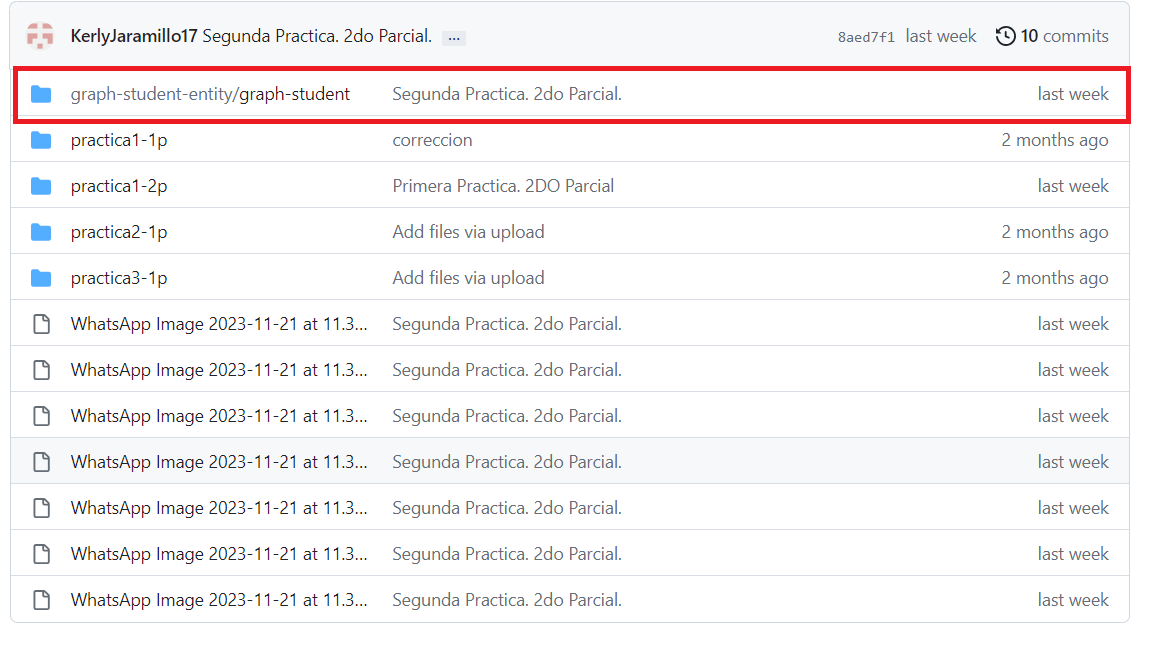 KerlyJaramillo17 Segunda Practica. 2do Parcial. ... 8aed7f1 last week 10 commits
graph-student-entity/graph-student Segunda Practica. 2do Parcial. last week
practica1-1p correccion 2 months ago
practica1-2p Primera Practica. 2DO Parcial last week
practica2-1p Add files via upload 2 months ago
practica3-1p Add files via upload 2 months ago
WhatsApp Image 2023-11-21 at 11.3... Segunda Practica. 2do Parcial. last week
WhatsApp Image 2023-11-21 at 11.3... Segunda Practica. 2do Parcial. last week
WhatsApp Image 2023-11-21 at 11.3... Segunda Practica. 2do Parcial. last week
WhatsApp Image 2023-11-21 at 11.3... Segunda Practica. 2do Parcial. last week
WhatsApp Image 2023-11-21 at 11.3... Segunda Practica. 2do Parcial. last week
WhatsApp Image 2023-11-21 at 11.3... Segunda Practica. 2do Parcial. last week
WhatsApp Image 2023-11-21 at 11.3... Segunda Practica. 2do Parcial. last week